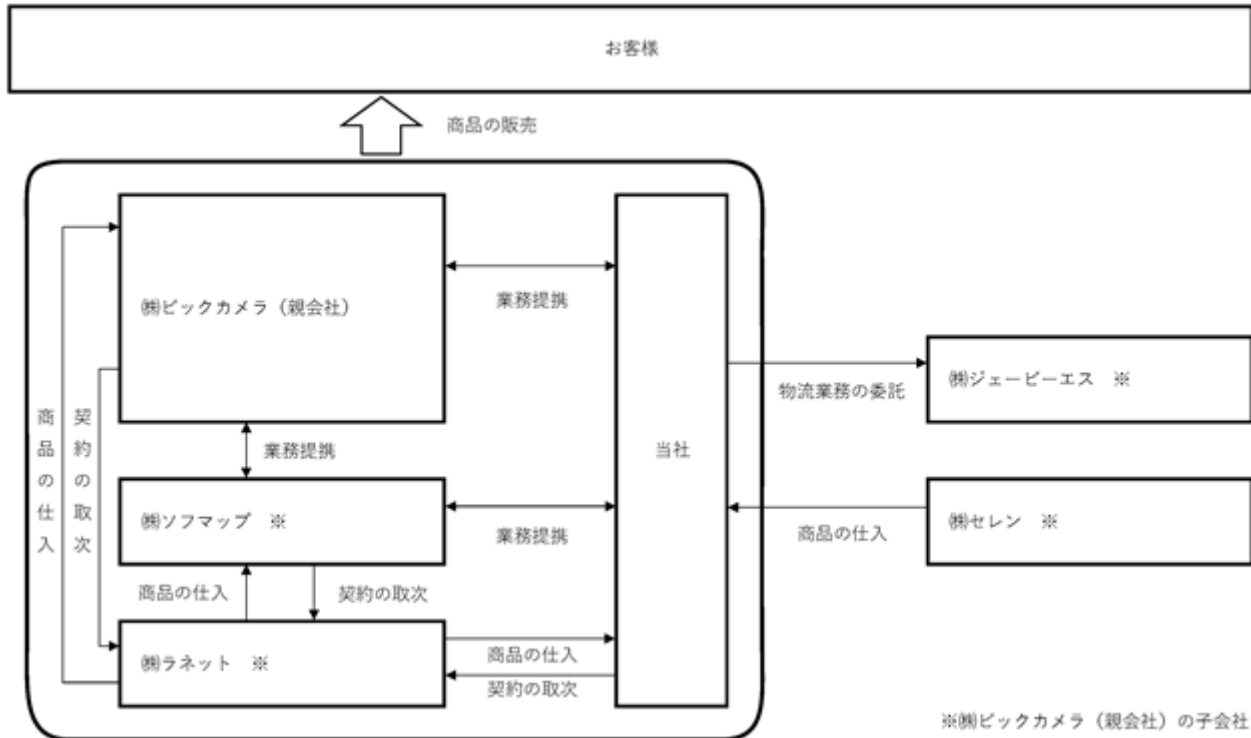 お客様
商品の販売
㈱ビックカメラ（親会社）
業務提携
商品の仕入
契約の取次
業務提携
物流業務の委託
㈱ジェービーエス　※
当社
㈱ソフマップ　※
業務提携
商品の仕入
㈱セレン　※
商品の仕入
契約の取次
㈱ラネット　※
商品の仕入
契約の取次
※㈱ビックカメラ（親会社）の子会社